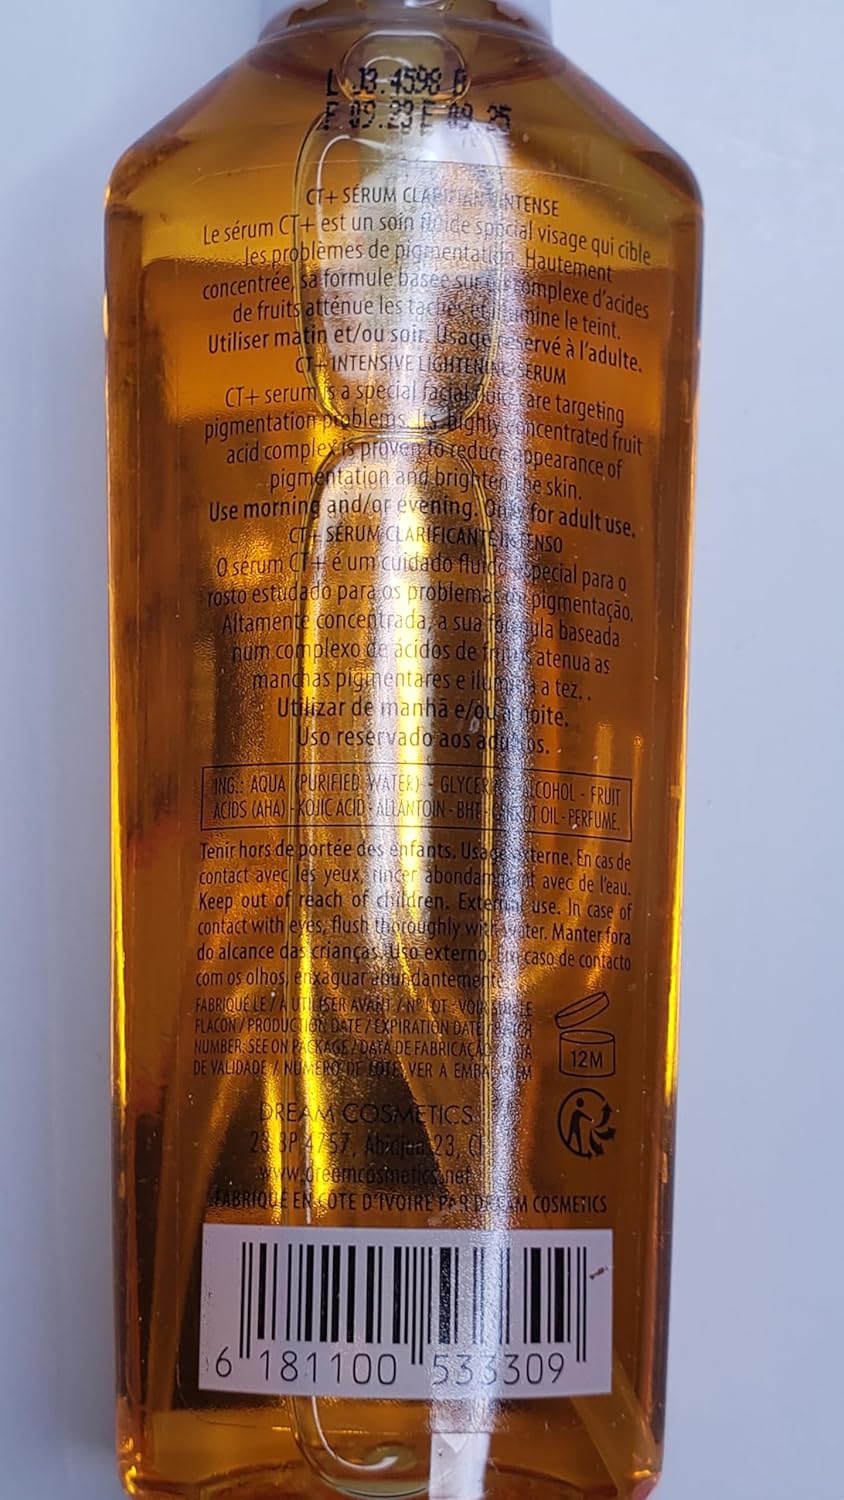 L J3.4598 B
F 09.23 E 09.25
CT+ SÉRUM CLARIFIANT INTENSE
Le sérum CT+ est un soin fluide spécial visage qui cible
les problèmes de pigmentation. Hautement
concentrée, sa formule basée sur un complexe d'acides
de fruits atténue les taches et illumine le teint.
Utiliser matin et/ou soir. Usage réservé à l'adulte.
CT+ INTENSIVE LIGHTENING SERUM
CT+ serum is a special facial fluid care targeting
pigmentation problems. Its highly concentrated fruit
acid complex is proven to reduce appearance of
pigmentation and brighten the skin.
Use morning and/or evening. Only for adult use.
CT+ SÉRUM CLARIFICANTE INTENSO
O sérum CT+ é um cuidado fluido especial para o
rosto estudado para os problemas de pigmentação.
Altamente concentrada, a sua fórmula baseada
num complexo de ácidos de frutos atenua as
manchas pigmentares e ilumina a tez. .
Utilizar de manhã e/ou à noite.
Uso reservado aos adultos.
ING.: AQUA (PURIFIED WATER) - GLYCERIN - ALCOHOL - FRUIT
ACIDS (AHA) - KOJIC ACID - ALLANTOIN - BHT - CARROT OIL - PERFUME.
Tenir hors de portée des enfants. Usage externe. En cas de
contact avec les yeux, rincer abondamment avec de l'eau.
Keep out of reach of children. External use. In case of
contact with eyes, flush thoroughly with water. Manter fora
do alcance das crianças. Uso externo. Em caso de contacto
com os olhos, enxaguar abundantemente.
FABRIQUÉ LE / À UTILISER AVANT / N° LOT : VOIR SUR LE
FLACON / PRODUCTION DATE / EXPIRATION DATE / BATCH
NUMBER: SEE ON PACKAGE / DATA DE FABRICAÇÃO, DATA
DE VALIDADE / NÚMERO DE LOTE: VER A EMBALAGEM
12M
DREAM COSMETICS
23 BP 4757, Abidjan 23, CI
www.dreamcosmetics.net
FABRIQUÉ EN CÔTE D'IVOIRE PAR DREAM COSMETICS
6 181100 533309